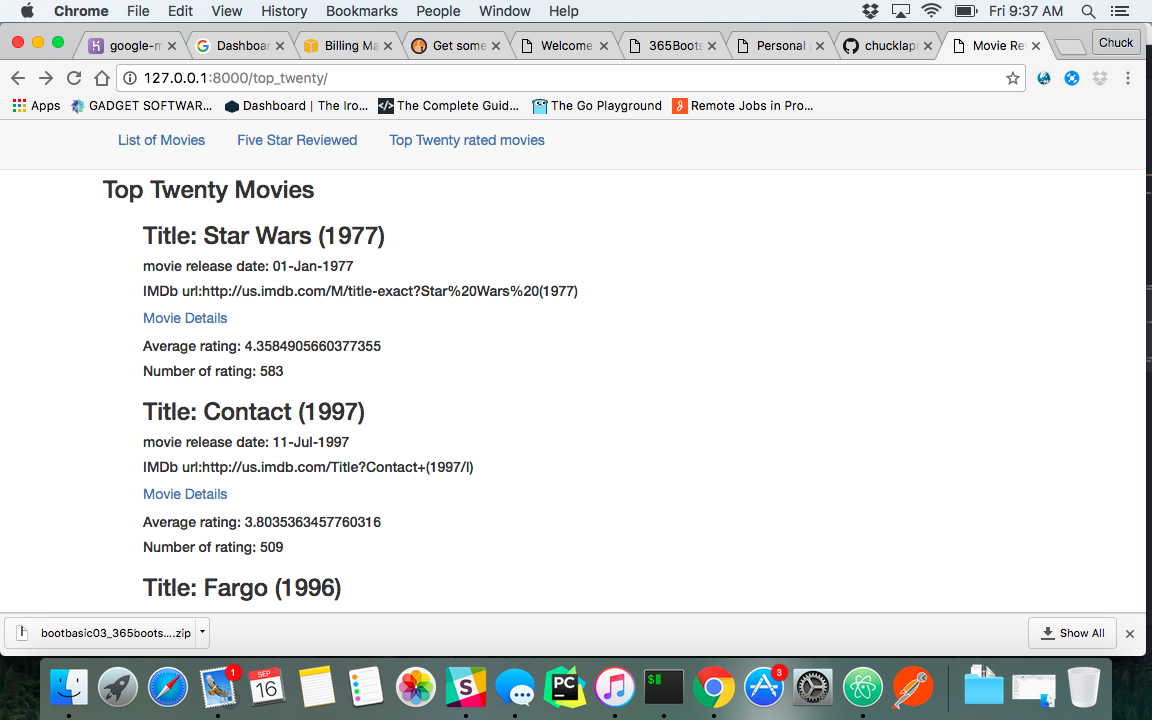 Chrome File Edit View History Bookmarks People Window Help Fri 9:37 AM
google-m Dashboar Billing Ma Get some Welcome 365Boots Personal chucklapr Movie Re Chuck
127.0.0.1:8000/top_twenty/
Apps GADGET SOFTWAR... Dashboard | The Iro... The Complete Guid... The Go Playground Remote Jobs in Pro...
List of Movies Five Star Reviewed Top Twenty rated movies
Top Twenty Movies
Title: Star Wars (1977)
movie release date: 01-Jan-1977
IMDb url:http://us.imdb.com/M/title-exact?Star%20Wars%20(1977)
Movie Details
Average rating: 4.3584905660377355
Number of rating: 583
Title: Contact (1997)
movie release date: 11-Jul-1997
IMDb url:http://us.imdb.com/Title?Contact+(1997/I)
Movie Details
Average rating: 3.8035363457760316
Number of rating: 509
Title: Fargo (1996)
bootbasic03_365boots....zip Show All
1 SEP 3
16 S PC $